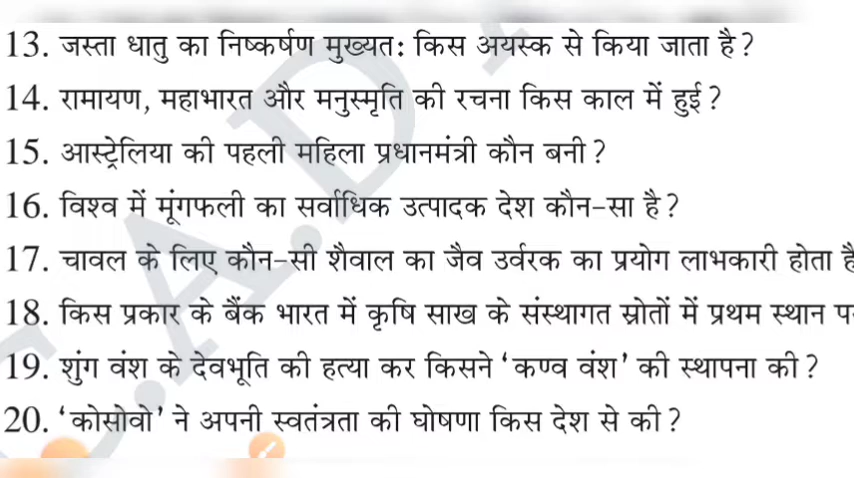 13. जस्ता धातु का निष्कर्षण मुख्यत: किस अयस्क से किया जाता है?
14. रामायण, महाभारत और मनुस्मृति की रचना किस काल में हुई?
15. आस्ट्रेलिया की पहली महिला प्रधानमंत्री कौन बनी?
16. विश्व में मूंगफली का सर्वाधिक उत्पादक देश कौन-सा है?
17. चावल के लिए कौन-सी शैवाल का जैव उर्वरक का प्रयोग लाभकारी होता है
18. किस प्रकार के बैंक भारत में कृषि साख के संस्थागत स्रोतों में प्रथम स्थान
19. शुंग वंश के देवभूति की हत्या कर किसने ‘कण्व वंश’ की स्थापना की?
20. ‘कोसोवो’ ने अपनी स्वतंत्रता की घोषणा किस देश से की?